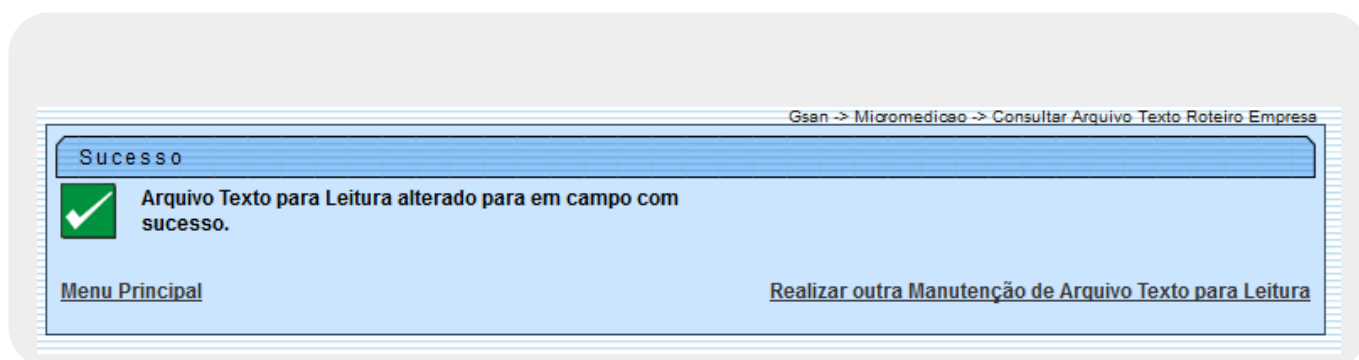 Gsan -> Micromedicao -> Consultar Arquivo Texto Roteiro Empresa
Sucesso
Arquivo Texto para Leitura alterado para em campo com
sucesso.
Menu Principal
Realizar outra Manutenção de Arquivo Texto para Leitura